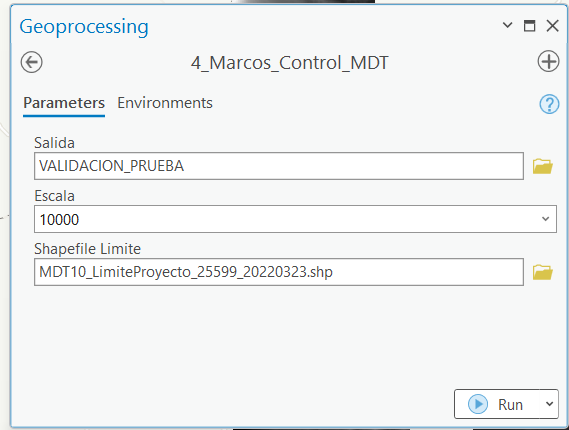 Geoprocessing
4_Marcos_Control_MDT
Parameters Environments
Salida
VALIDACION_PRUEBA
Escala
10000
Shapefile Limite
MDT10_LimiteProyecto_25599_20220323.shp
Run